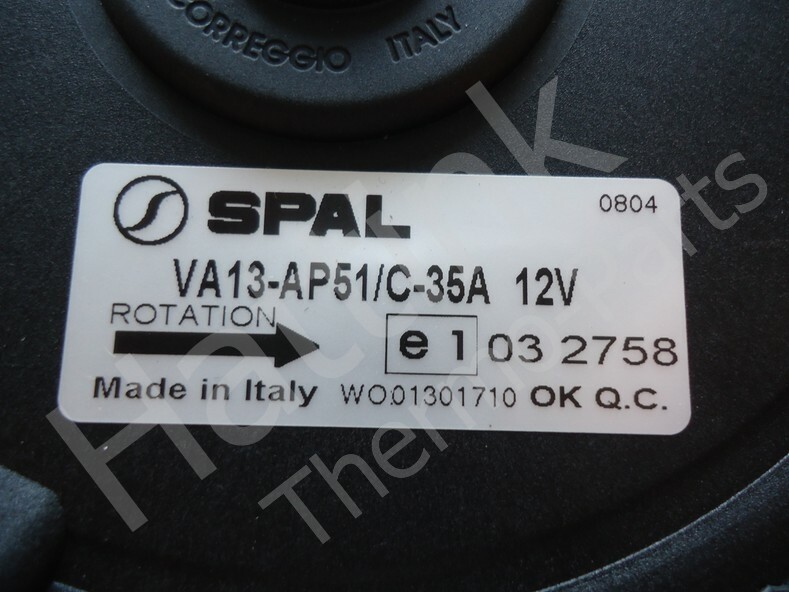 CORREGGIO ITALY
SPAL 0804
VA13-AP51/C-35A 12V
ROTATION
e 1 03 2758
Made in Italy WO.01301710 OK Q.C.